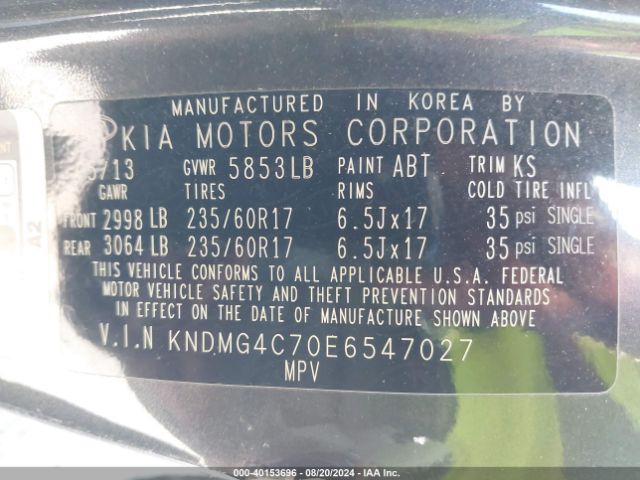 MANUFACTURED IN KOREA BY
KIA MOTORS CORPORATION
/13 GVWR 5853LB PAINT ABT TRIM KS
GAWR TIRES RIMS COLD TIRE INFL
FRONT 2998 LB 235/60R17 6.5Jx17 35 psi SINGLE
REAR 3064 LB 235/60R17 6.5Jx17 35 psi SINGLE
THIS VEHICLE CONFORMS TO ALL APPLICABLE U.S.A. FEDERAL
MOTOR VEHICLE SAFETY AND THEFT PREVENTION STANDARDS
IN EFFECT ON THE DATE OF MANUFACTURE SHOWN ABOVE
V.I.N KNDMG4C70E6547027
MPV
A2
000-40153696 - 08/20/2024 - IAA Inc.